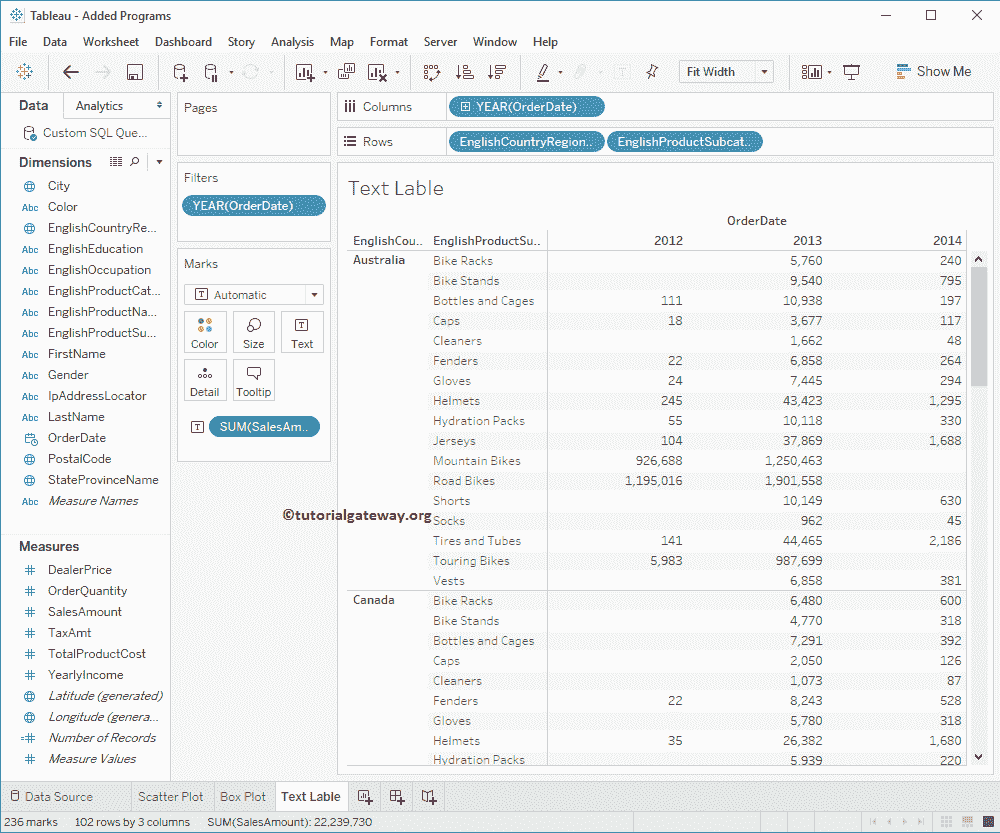 Tableau - Added Programs
File Data Worksheet Dashboard Story Analysis Map Format Server Window Help
Fit Width
Show Me
Data
Analytics
Custom SQL Que...
Dimensions
City
Abc Color
EnglishCountryRe...
Abc EnglishEducation
Abc EnglishOccupation
Abc EnglishProductCat...
Abc EnglishProductNa...
Abc EnglishProductSu...
Abc FirstName
Abc Gender
Abc IpAddressLocator
Abc LastName
OrderDate
PostalCode
StateProvinceName
Abc Measure Names
Measures
# DealerPrice
# OrderQuantity
# SalesAmount
# TaxAmt
# TotalProductCost
# YearlyIncome
Latitude (generated)
Longitude (genera...
=# Number of Records
# Measure Values
Pages
Filters
YEAR(OrderDate)
Marks
T Automatic
Color Size T Text
Detail Tooltip
T SUM(SalesAm..
Columns YEAR(OrderDate)
Rows EnglishCountryRegion.. EnglishProductSubcat..
Text Lable
OrderDate
EnglishCou.. EnglishProductSu.. 2012 2013 2014
Australia Bike Racks 5,760 240
Bike Stands 9,540 795
Bottles and Cages 111 10,938 197
Caps 18 3,677 117
Cleaners 1,662 48
Fenders 22 6,858 264
Gloves 24 7,445 294
Helmets 245 43,423 1,295
Hydration Packs 55 10,118 330
Jerseys 104 37,869 1,688
Mountain Bikes 926,688 1,250,463
Road Bikes 1,195,016 1,901,558
Shorts 10,149 630
©tutorialgateway.org
Socks 962 45
Tires and Tubes 141 44,465 2,186
Touring Bikes 5,983 987,699
Vests 6,858 381
Canada Bike Racks 6,480 600
Bike Stands 4,770 318
Bottles and Cages 7,291 392
Caps 2,050 126
Cleaners 1,073 87
Fenders 22 8,243 528
Gloves 5,780 318
Helmets 35 26,382 1,680
Hydration Packs 5,939 220
Data Source Scatter Plot Box Plot Text Lable
236 marks 102 rows by 3 columns SUM(SalesAmount): 22,239,730